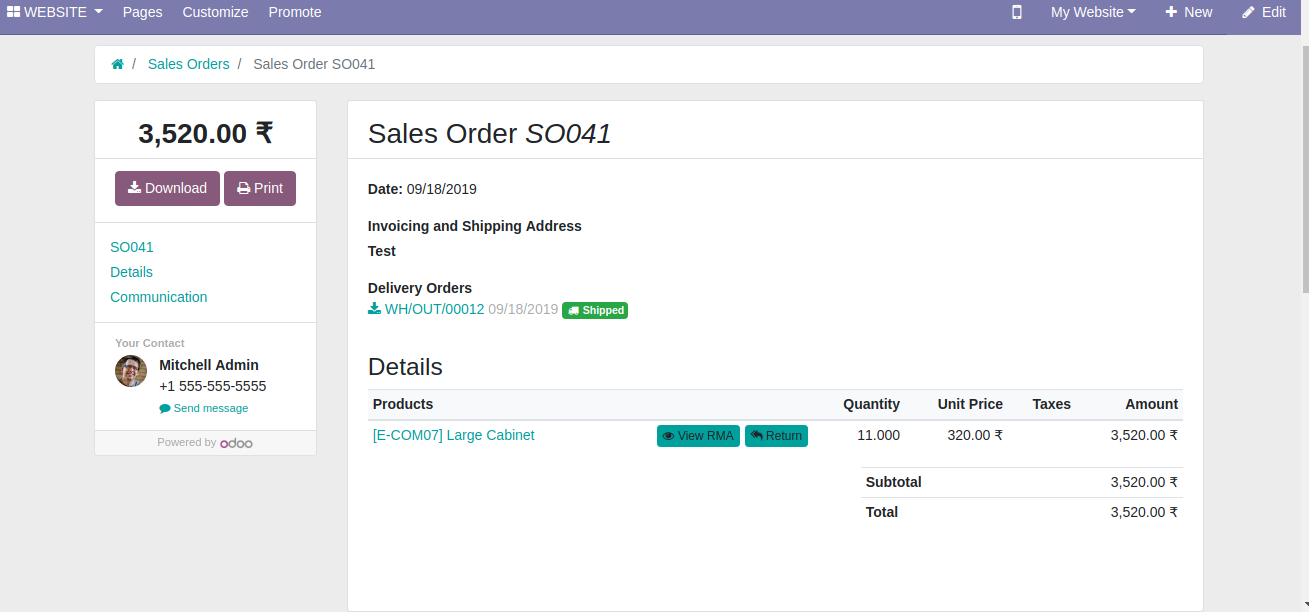 WEBSITE Pages Customize Promote My Website New Edit
/ Sales Orders / Sales Order SO041
3,520.00 ₹
Download Print
SO041
Details
Communication
Your Contact
Mitchell Admin
+1 555-555-5555
Send message
Powered by odoo
Sales Order SO041
Date: 09/18/2019
Invoicing and Shipping Address
Test
Delivery Orders
WH/OUT/00012 09/18/2019 Shipped
Details
Products Quantity Unit Price Taxes Amount
[E-COM07] Large Cabinet View RMA Return 11.000 320.00 ₹ 3,520.00 ₹
Subtotal 3,520.00 ₹
Total 3,520.00 ₹